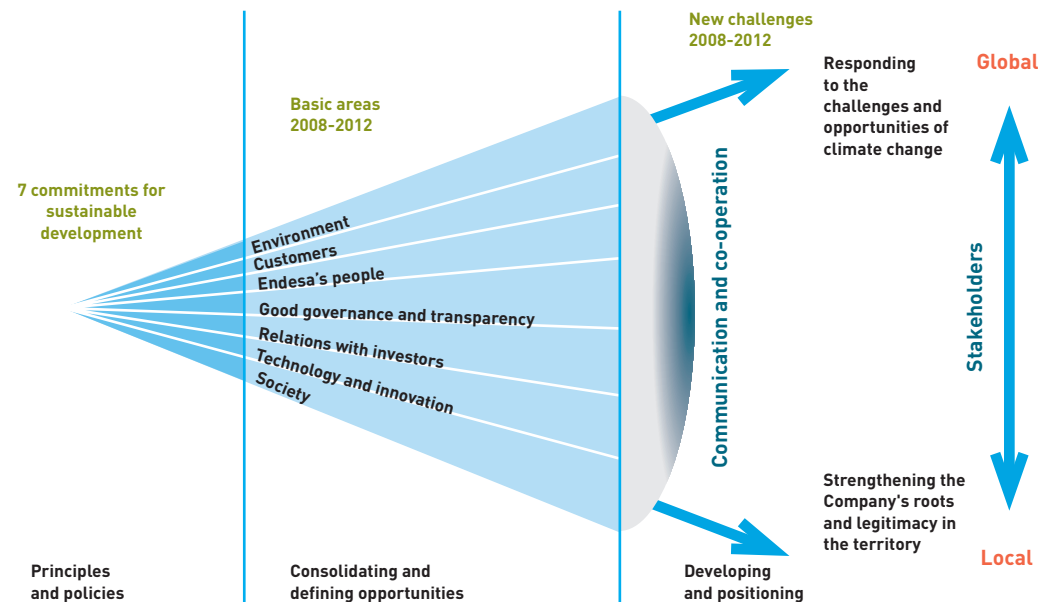 7 commitments for
sustainable
development
Principles
and policies
Basic areas
2008-2012
Environment
Customers
Endesa's people
Good governance and transparency
Relations with investors
Technology and innovation
Society
Consolidating and
defining opportunities
New challenges
2008-2012
Communication and co-operation
Developing
and positioning
Responding
to the
challenges and
opportunities of
climate change
Strengthening the
Company's roots
and legitimacy in
the territory
Global
Stakeholders
Local